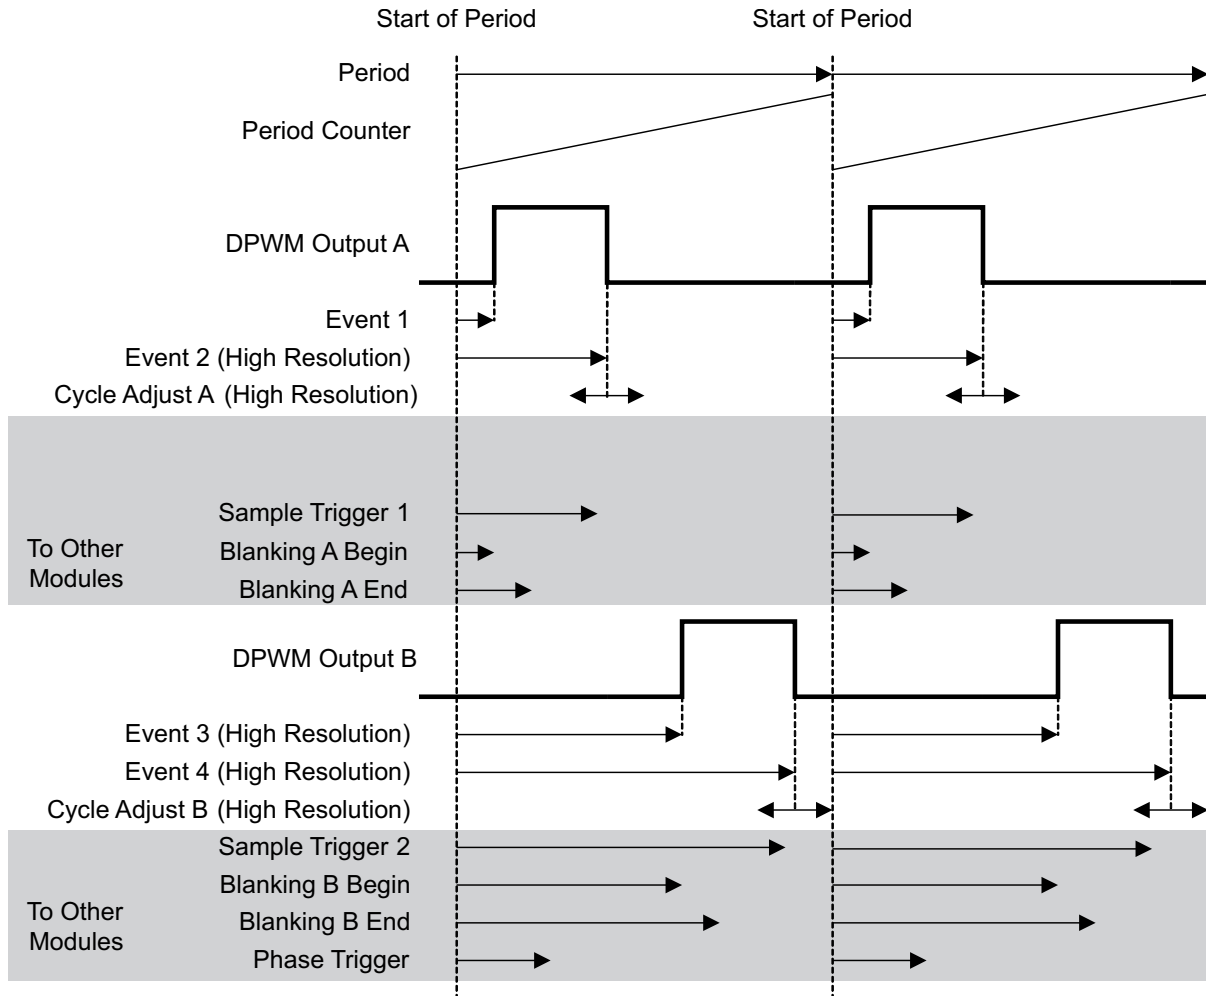 Start of Period
Start of Period
Period
Period Counter
DPWM Output A
Event 1
Event 2 (High Resolution)
Cycle Adjust A (High Resolution)
To Other
Modules
Sample Trigger 1
Blanking A Begin
Blanking A End
DPWM Output B
Event 3 (High Resolution)
Event 4 (High Resolution)
Cycle Adjust B (High Resolution)
To Other
Modules
Sample Trigger 2
Blanking B Begin
Blanking B End
Phase Trigger